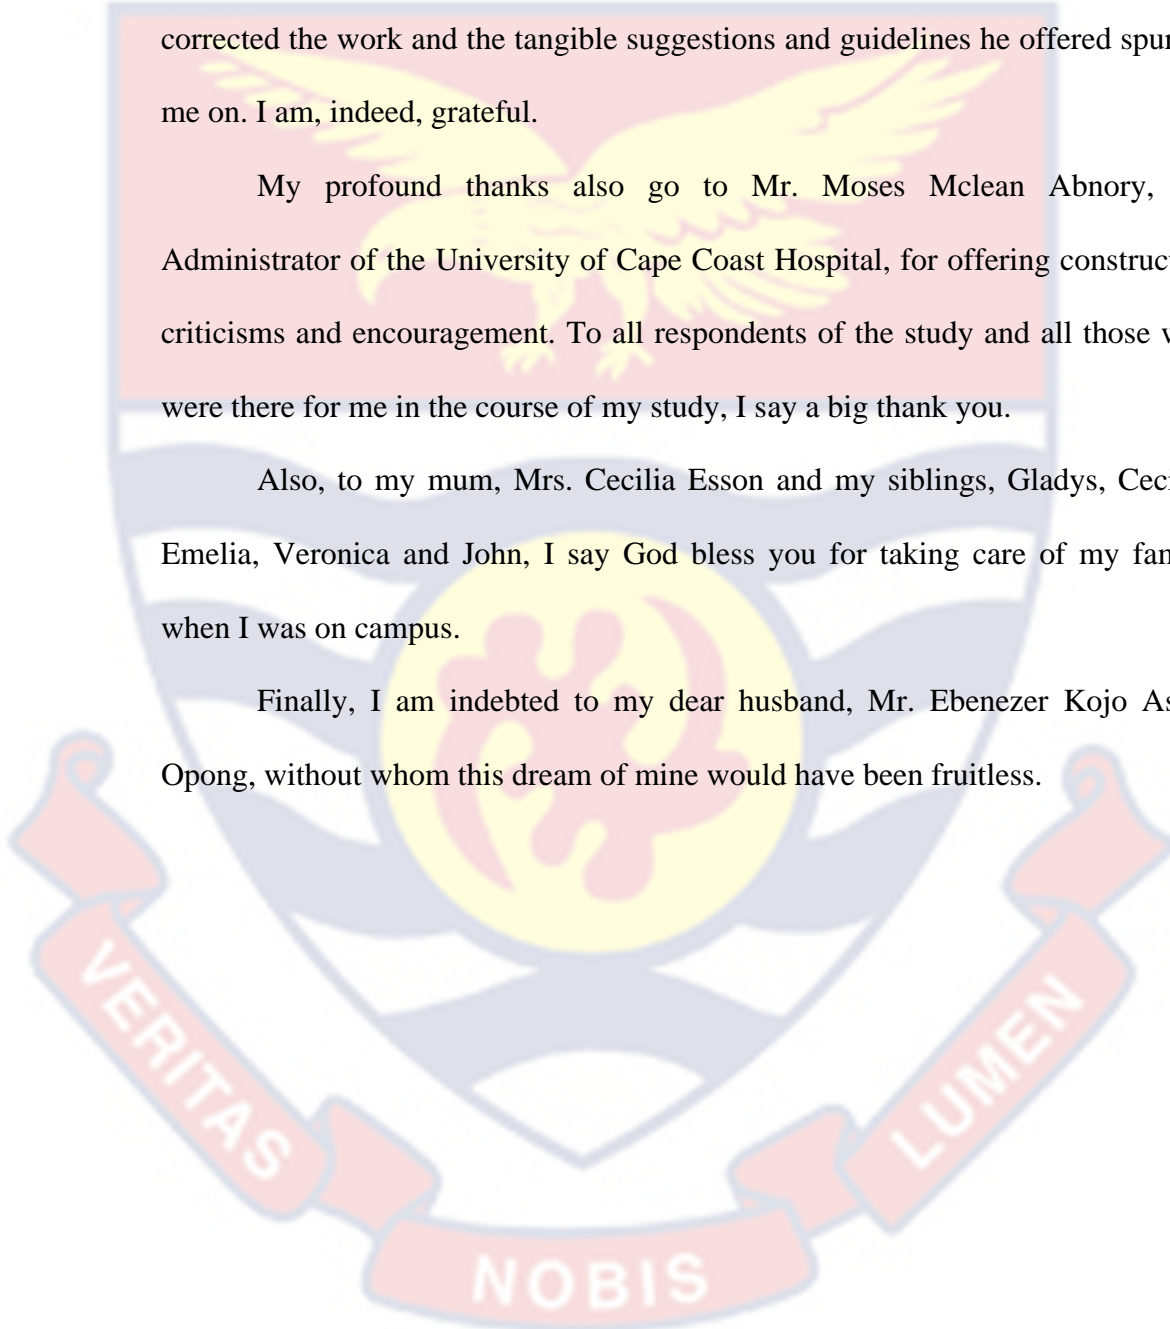 corrected the work and the tangible suggestions and guidelines he offered spur
me on. I am, indeed, grateful.
My profound thanks also go to Mr. Moses Mclean Abnory,
Administrator of the University of Cape Coast Hospital, for offering construc
criticisms and encouragement. To all respondents of the study and all those
were there for me in the course of my study, I say a big thank you.
Also, to my mum, Mrs. Cecilia Esson and my siblings, Gladys, Ceci
Emelia, Veronica and John, I say God bless you for taking care of my fam
when I was on campus.
Finally, I am indebted to my dear husband, Mr. Ebenezer Kojo As
Opong, without whom this dream of mine would have been fruitless.
VERITAS
NOBIS
LUMEN